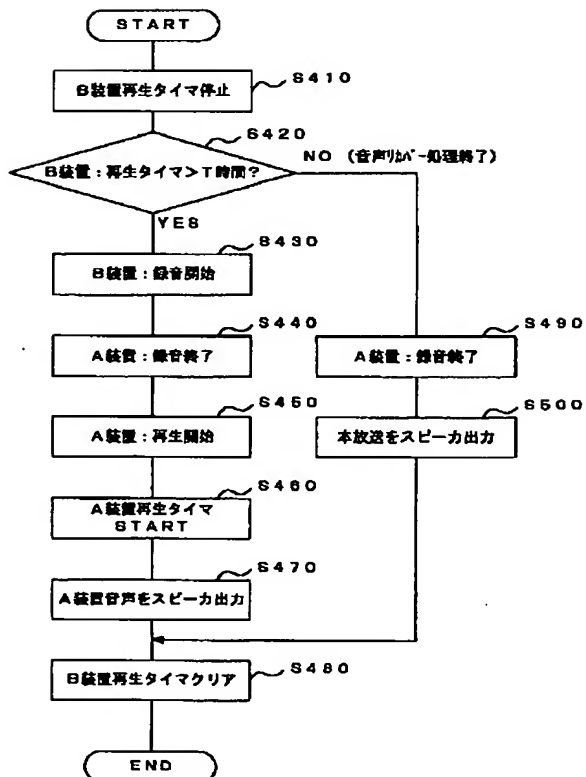 START
B装置再生タイマ停止
S410
S420
B装置:再生タイマ>T時間?
NO (音声リカバー処理終了)
YES
S430
B装置:録音開始
S440
A装置:録音終了
S490
A装置:録音終了
S450
A装置:再生開始
S500
本放送をスピーカ出力
S460
A装置再生タイマ
START
S470
A装置音声をスピーカ出力
S480
B装置再生タイマクリア
END